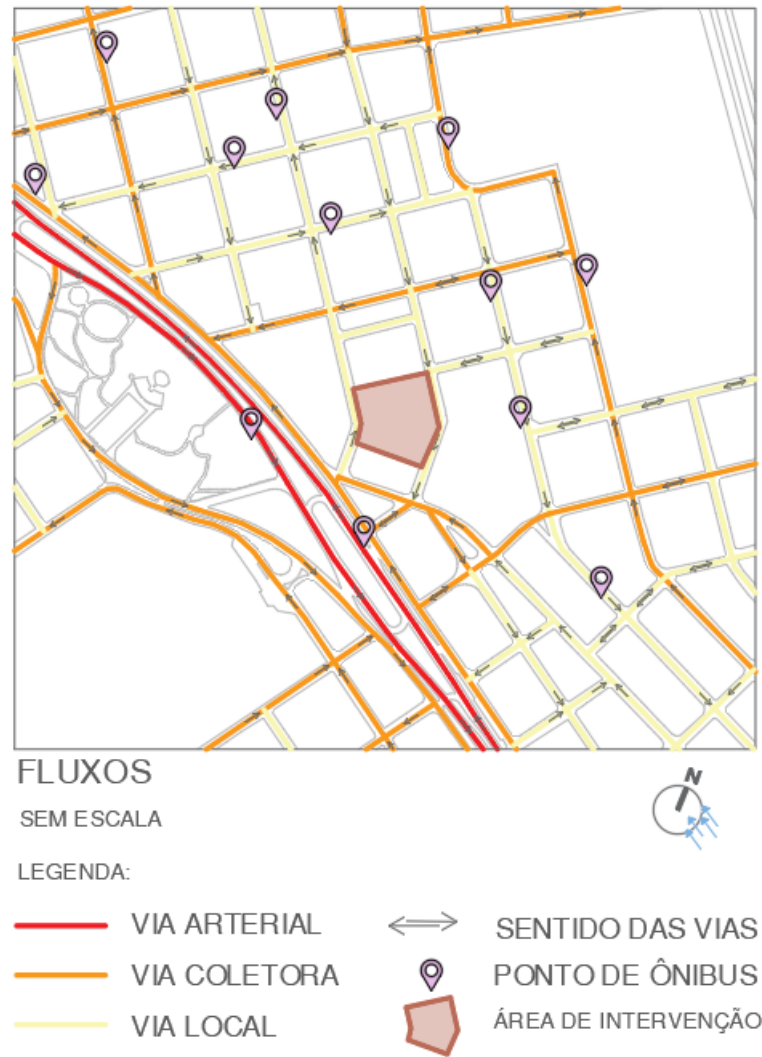 FLUXOS
N
SEM ESCALA
LEGENDA:
VIA ARTERIAL
SENTIDO DAS VIAS
VIA COLETORA
PONTO DE ÔNIBUS
VIA LOCAL
ÁREA DE INTERVENÇÃO